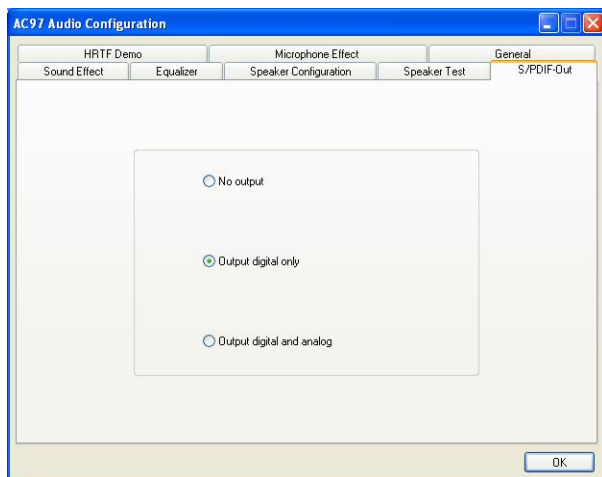 AC97 Audio Configuration
HRTF Demo Microphone Effect General
Sound Effect Equalizer Speaker Configuration Speaker Test S/PDIF-Out
No output
Output digital only
Output digital and analog
OK